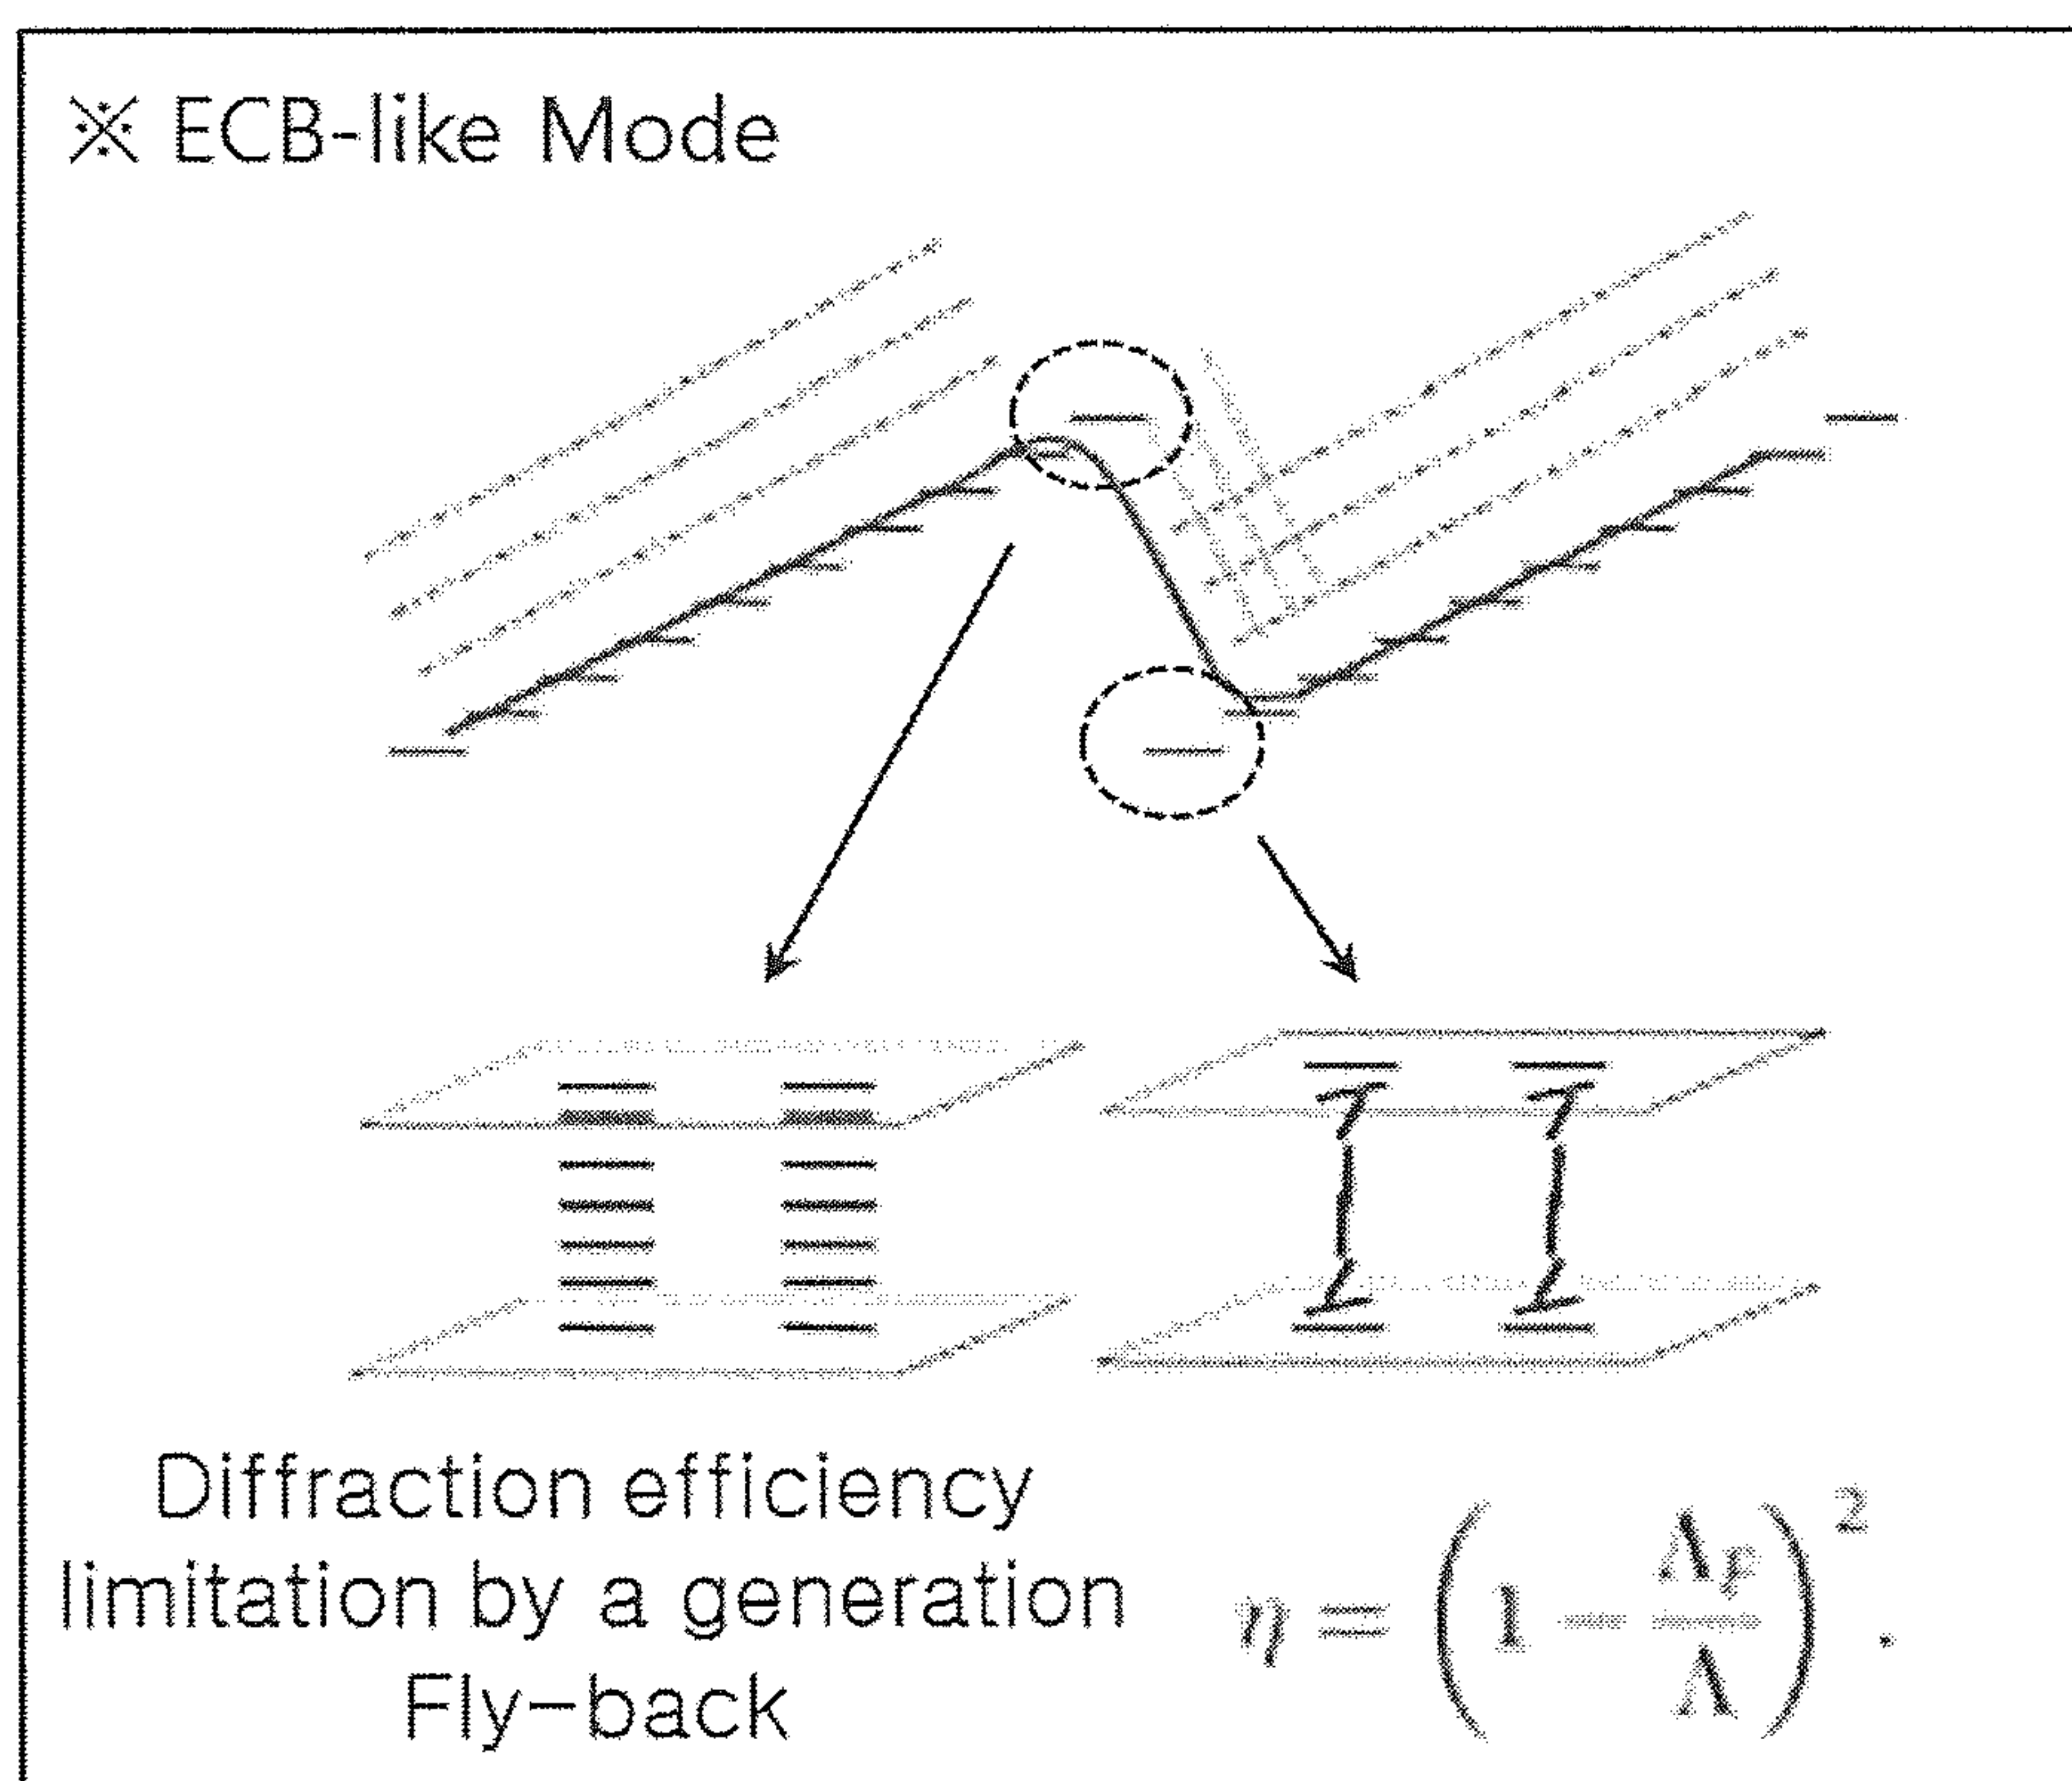 ※ ECB-like Mode
Diffraction efficiency
limitation by a generation
Fly-back
η = (1 − Λ_F / Λ)².